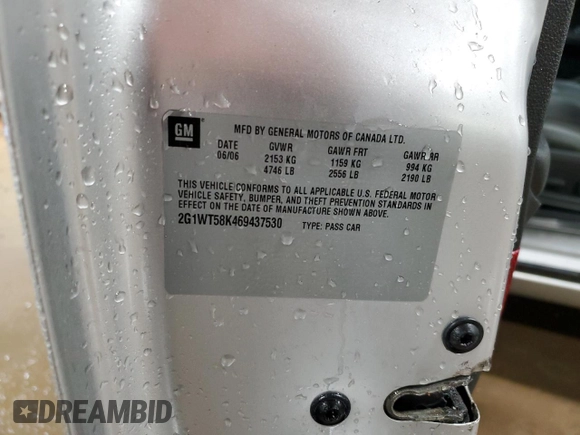 GM
MFD BY GENERAL MOTORS OF CANADA LTD.
DATE GVWR GAWR FRT GAWR RR
06/06 2153 KG 1159 KG 994 KG
4746 LB 2556 LB 2190 LB
THIS VEHICLE CONFORMS TO ALL APPLICABLE U.S. FEDERAL MOTOR
VEHICLE SAFETY, BUMPER, AND THEFT PREVENTION STANDARDS IN
EFFECT ON THE DATE OF MANUFACTURE SHOWN ABOVE.
2G1WT58K469437530 TYPE: PASS CAR
DREAMBID